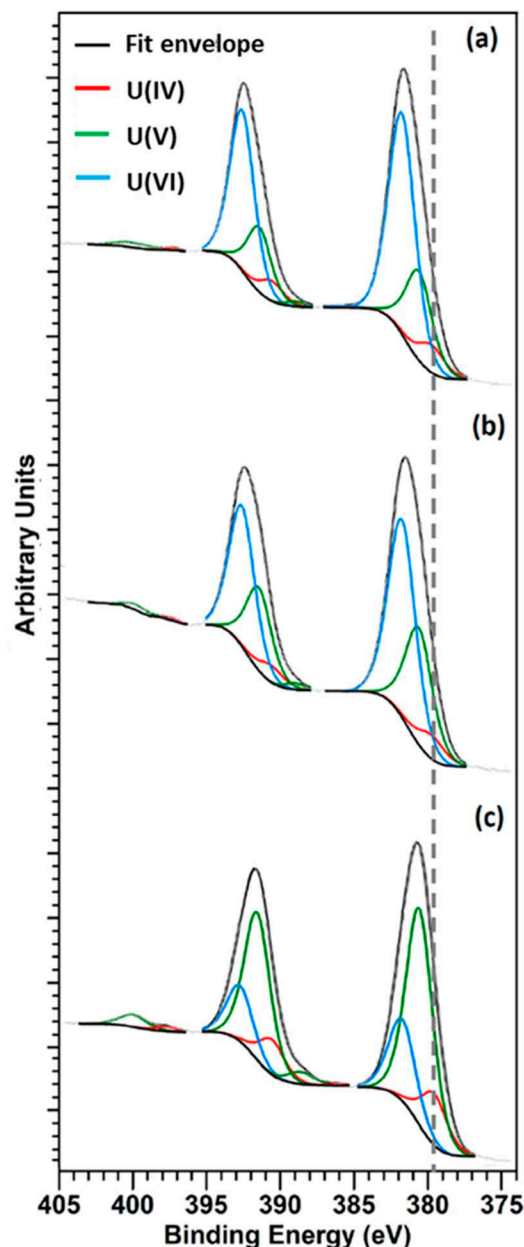 (a)
Fit envelope
U(IV)
U(V)
U(VI)
(b)
Arbitrary Units
(c)
405 400 395 390 385 380 375
Binding Energy (eV)